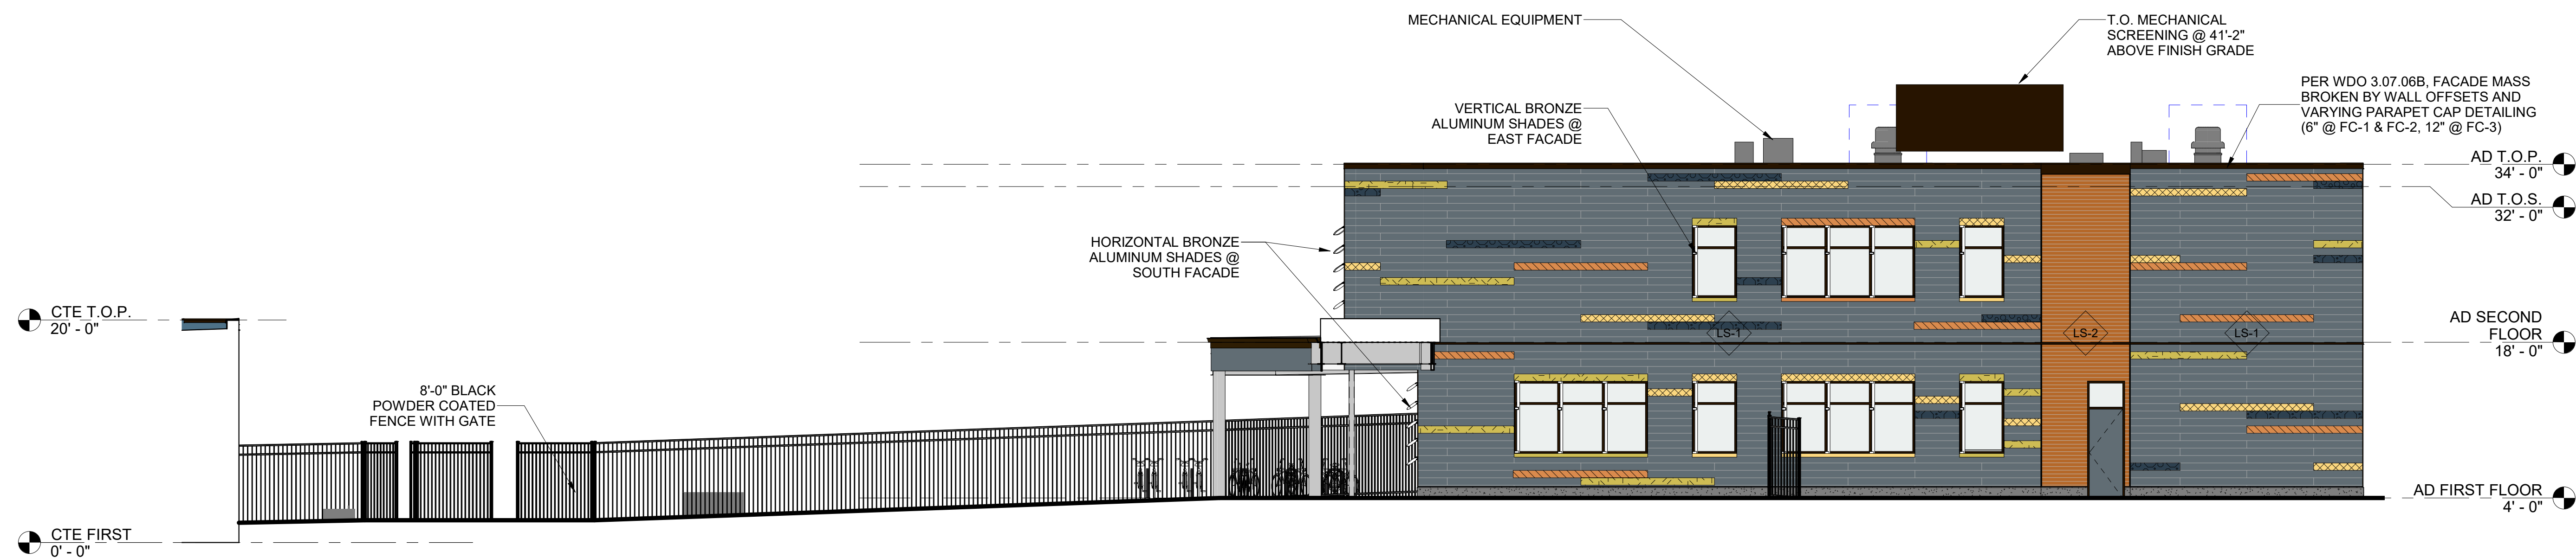 MECHANICAL EQUIPMENT
T.O. MECHANICAL
SCREENING @ 41'-2"
ABOVE FINISH GRADE
PER WDO 3.07.06B, FACADE MASS
BROKEN BY WALL OFFSETS AND
VARYING PARAPET CAP DETAILING
(6" @ FC-1 & FC-2, 12" @ FC-3)
VERTICAL BRONZE
ALUMINUM SHADES @
EAST FACADE
AD T.O.P.
34' - 0"
AD T.O.S.
32' - 0"
HORIZONTAL BRONZE
ALUMINUM SHADES @
SOUTH FACADE
CTE T.O.P.
20' - 0"
LS-1
LS-2
LS-1
AD SECOND
FLOOR
18' - 0"
8'-0" BLACK
POWDER COATED
FENCE WITH GATE
AD FIRST FLOOR
4' - 0"
CTE FIRST
0' - 0"